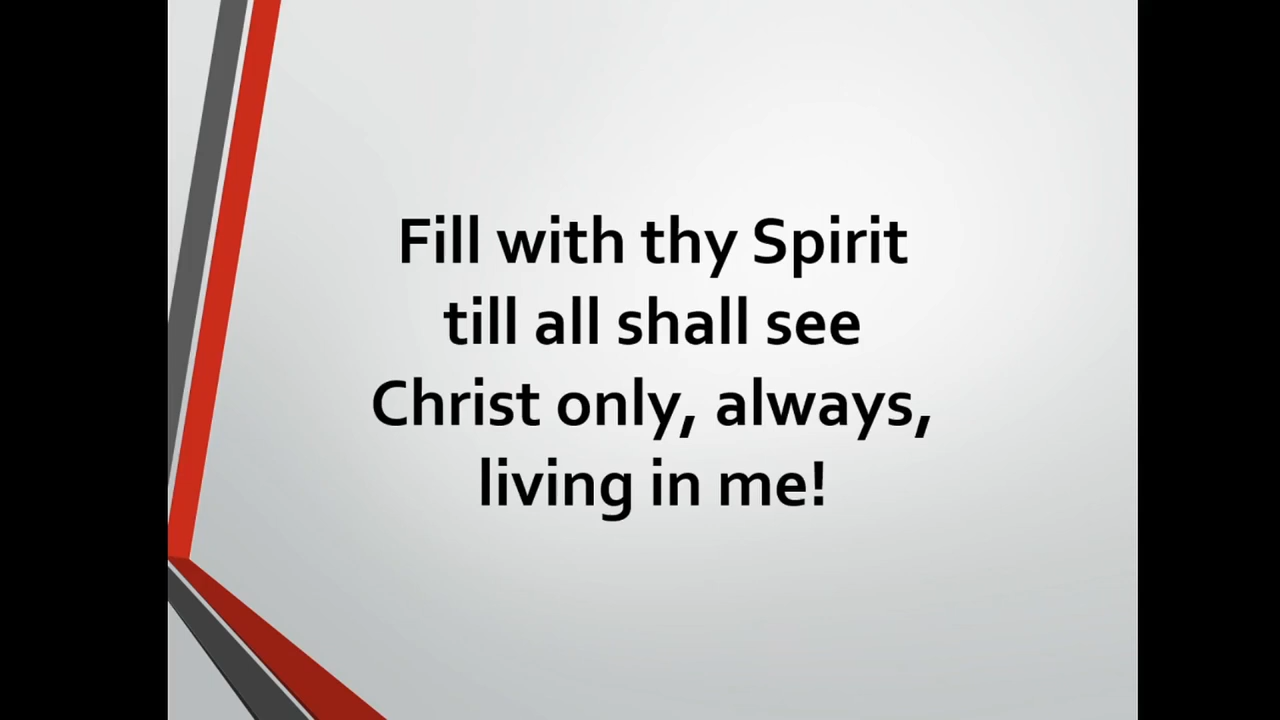 Fill with thy Spirit
till all shall see
Christ only, always,
living in me!